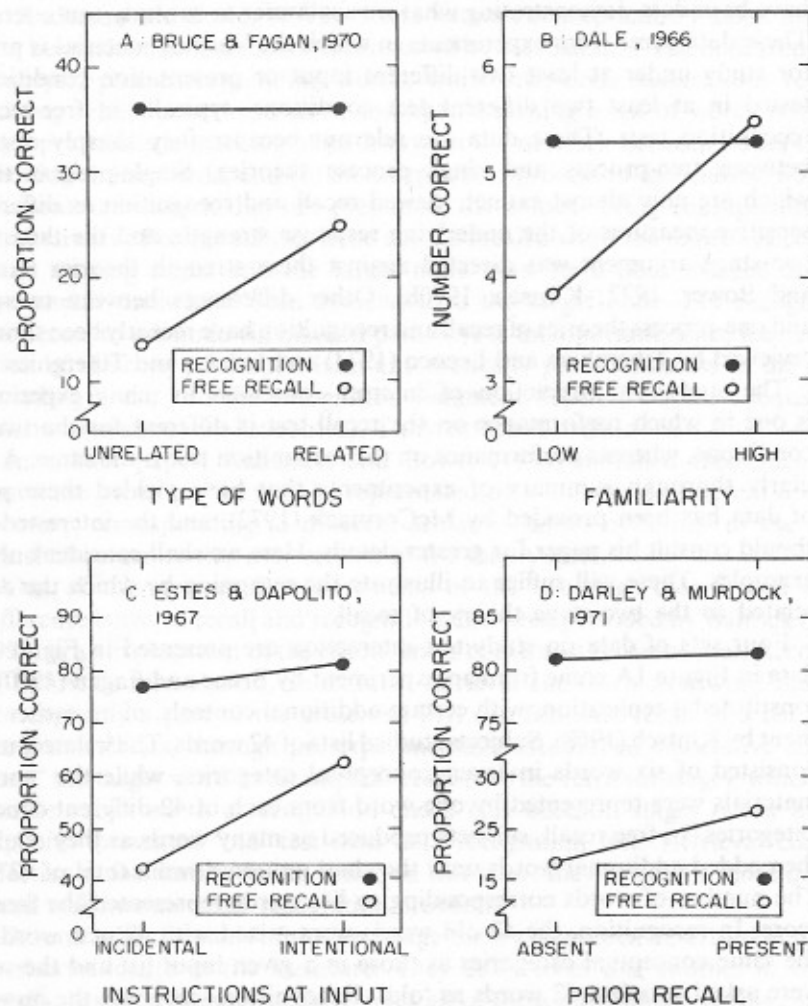 A: BRUCE & FAGAN, 1970
PROPORTION CORRECT
40
30
20
10
0
RECOGNITION
FREE RECALL
UNRELATED
RELATED
TYPE OF WORDS
B: DALE, 1966
NUMBER CORRECT
6
5
4
3
0
RECOGNITION
FREE RECALL
LOW
HIGH
FAMILIARITY
C: ESTES & DAPOLITO,
1967
PROPORTION CORRECT
90
80
70
60
50
40
0
RECOGNITION
FREE RECALL
INCIDENTAL
INTENTIONAL
INSTRUCTIONS AT INPUT
D: DARLEY & MURDOCK,
1971
PROPORTION CORRECT
85
80
75
30
25
15
0
RECOGNITION
FREE RECALL
ABSENT
PRESENT
PRIOR RECALL